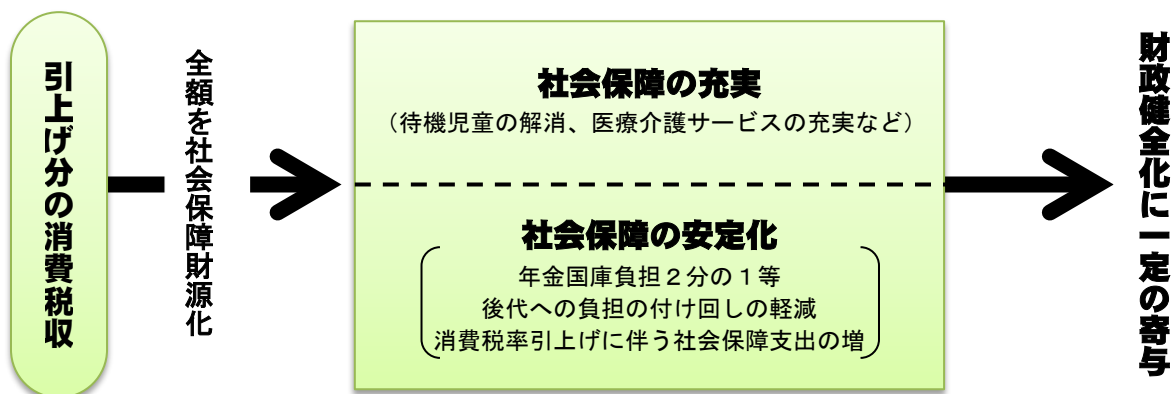 引上げ分の消費税収
全額を社会保障財源化
社会保障の充実
（待機児童の解消、医療介護サービスの充実など）
社会保障の安定化
年金国庫負担２分の１等
後代への負担の付け回しの軽減
消費税率引上げに伴う社会保障支出の増
財政健全化に一定の寄与